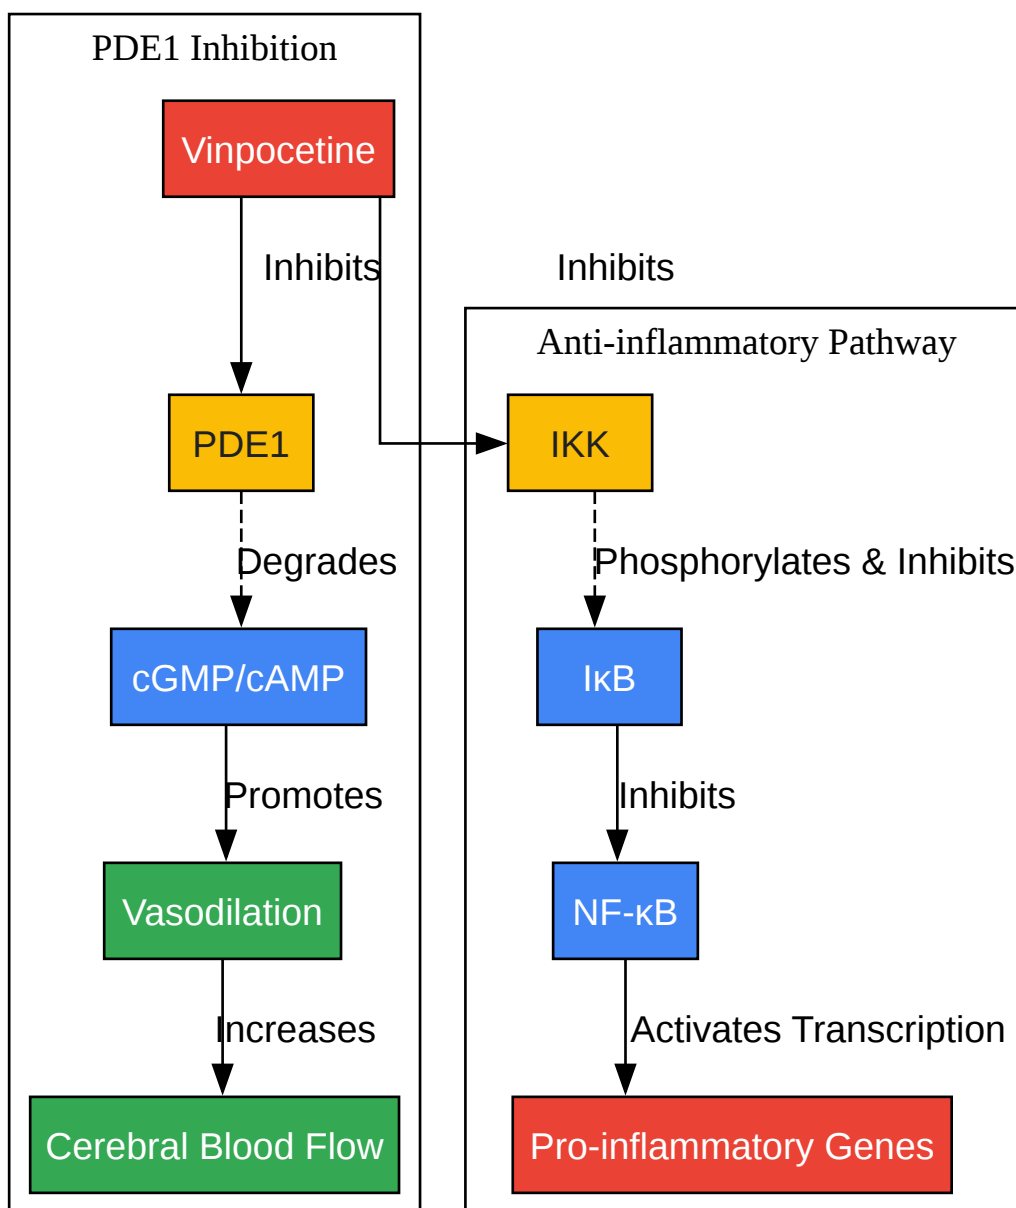 PDE1 Inhibition
Vinpocetine
Inhibits
Inhibits
Anti-inflammatory Pathway
PDE1
IKK
Degrades
Phosphorylates & Inhibits
cGMP/cAMP
IκB
Promotes
Inhibits
Vasodilation
NF-κB
Increases
Activates Transcription
Cerebral Blood Flow
Pro-inflammatory Genes